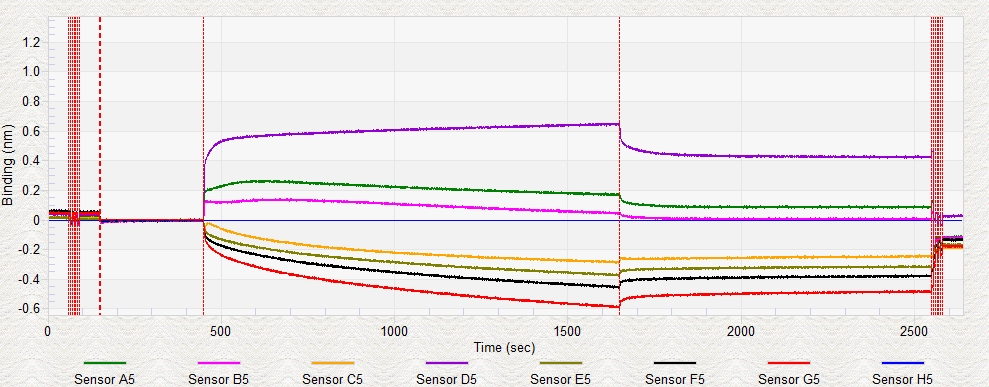 1.2
1.0
0.8
0.6
0.4
0.2
0
-0.2
-0.4
-0.6
Binding (nm)
0 500 1000 1500 2000 2500
Time (sec)
Sensor A5 Sensor B5 Sensor C5 Sensor D5 Sensor E5 Sensor F5 Sensor G5 Sensor H5